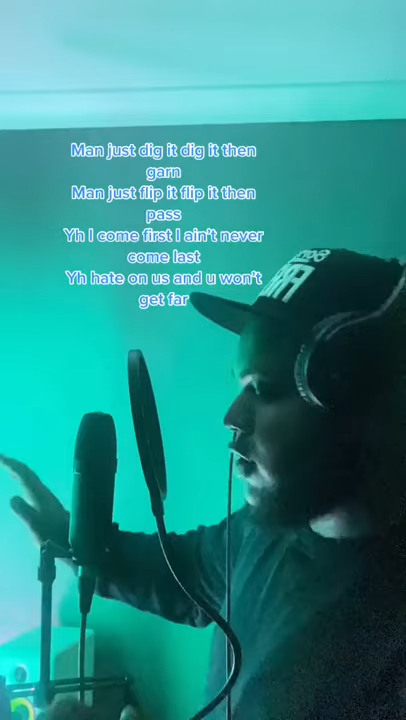 Man just dig it dig it then
garn
Man just flip it flip it then
pass
Yh I come first I ain't never
come last
Yh hate on us and u won't
get far